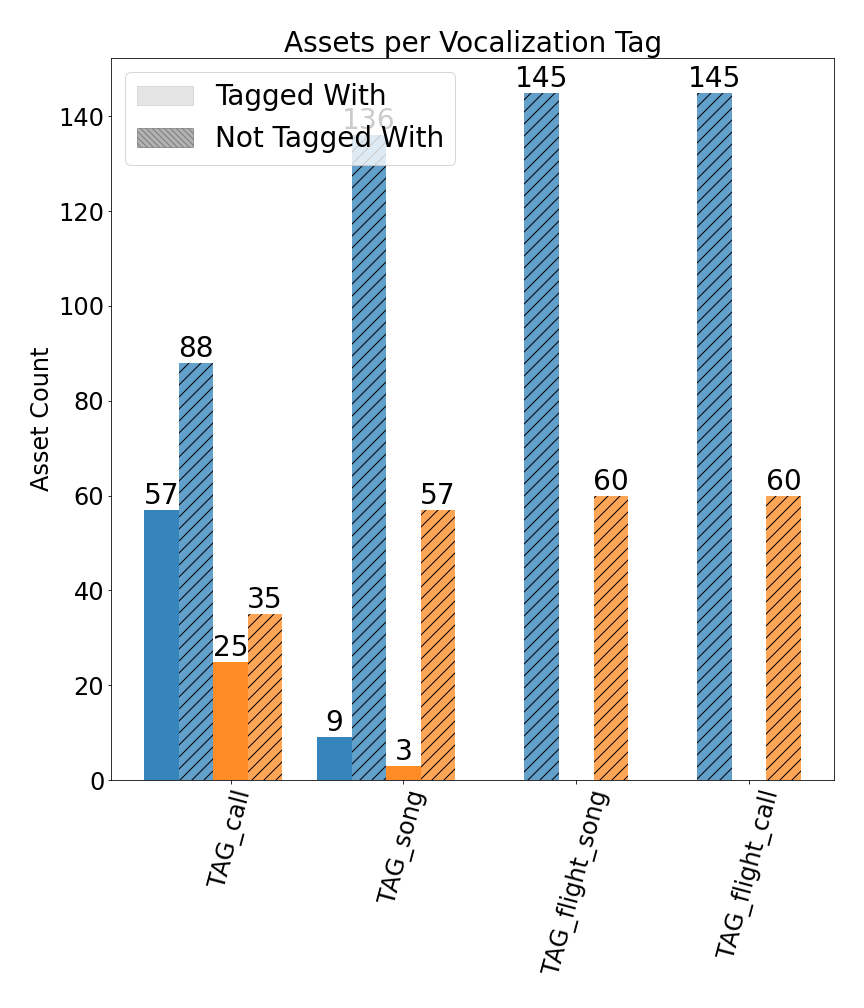 Assets per Vocalization Tag
Tagged With
Not Tagged With
Asset Count
140
120
100
80
60
40
20
0
57
88
25
35
9
136
3
57
145
60
145
60
TAG_call
TAG_song
TAG_flight_song
TAG_flight_call